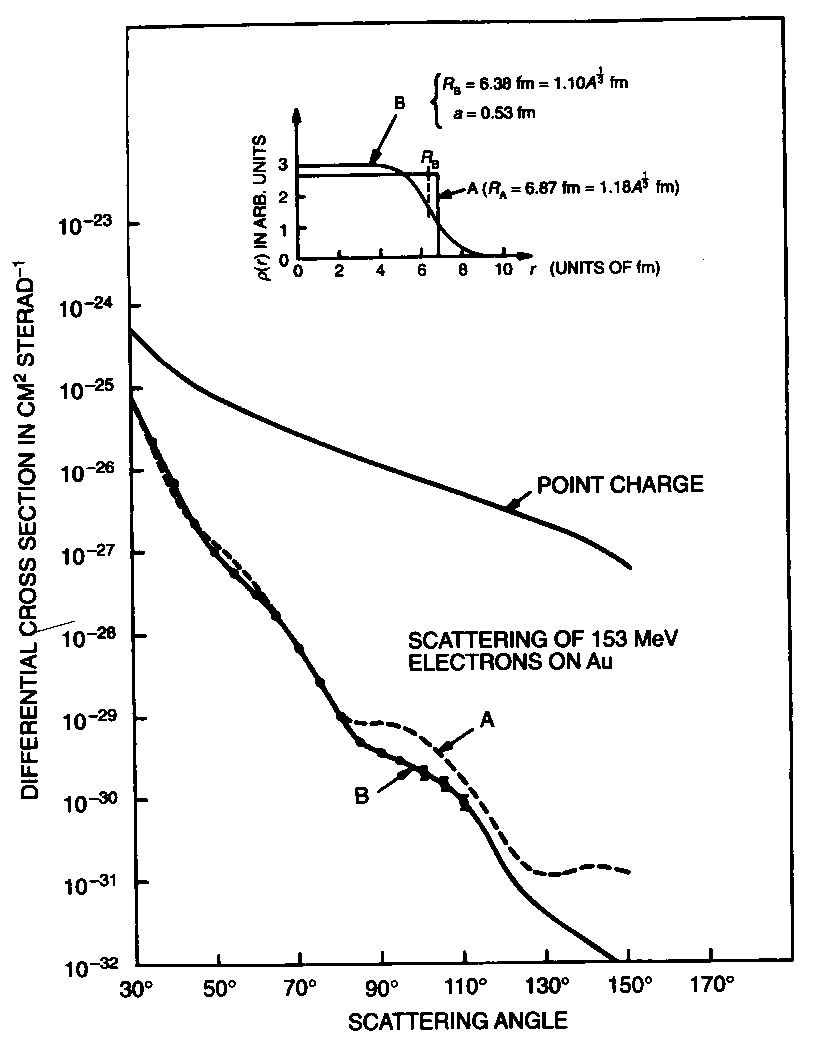 R_B = 6.38 fm = 1.10A^{1/3} fm
B
a = 0.53 fm
ρ(r) IN ARB. UNITS
3
2
1
0
R_B
A (R_A = 6.87 fm = 1.18A^{1/3} fm)
0 2 4 6 8 10 r (UNITS OF fm)
DIFFERENTIAL CROSS SECTION IN CM² STERAD⁻¹
10⁻²³
10⁻²⁴
10⁻²⁵
10⁻²⁶
10⁻²⁷
10⁻²⁸
10⁻²⁹
10⁻³⁰
10⁻³¹
10⁻³²
POINT CHARGE
SCATTERING OF 153 MeV
ELECTRONS ON Au
A
B
30° 50° 70° 90° 110° 130° 150° 170°
SCATTERING ANGLE